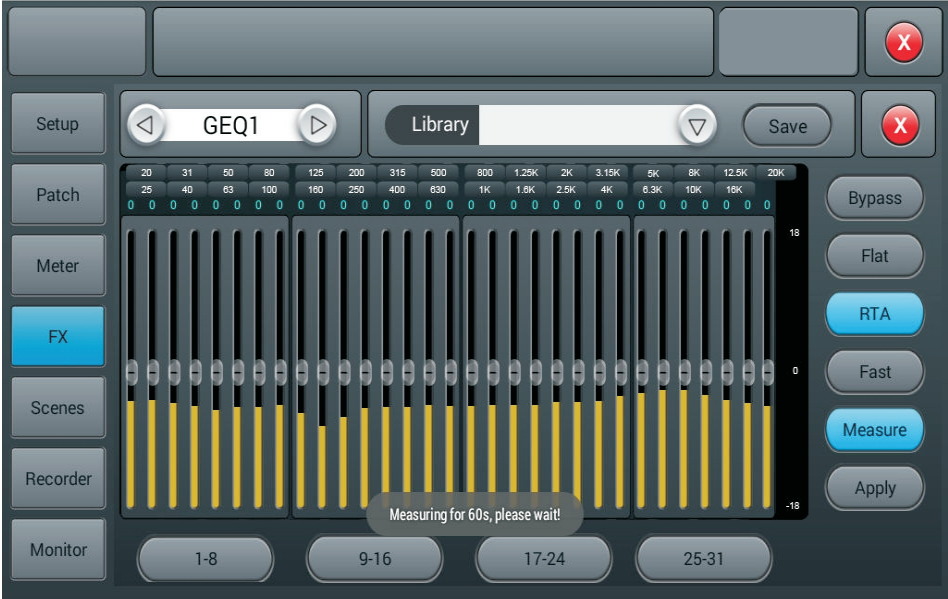 X
Setup
Patch
Meter
FX
Scenes
Recorder
Monitor
GEQ1
Library
Save
X
20 31 50 80 125 200 315 500 800 1.25K 2K 3.15K 5K 8K 12.5K 20K
25 40 63 100 160 250 400 630 1K 1.6K 2.5K 4K 6.3K 10K 16K
0 0 0 0 0 0 0 0 0 0 0 0 0 0 0 0 0 0 0 0 0 0 0 0 0 0 0 0 0 0 0
18
0
-18
Measuring for 60s, please wait!
1-8
9-16
17-24
25-31
Bypass
Flat
RTA
Fast
Measure
Apply